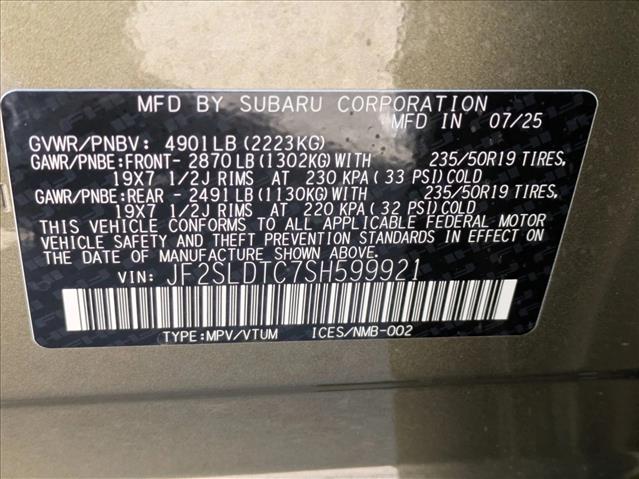 MFD BY SUBARU CORPORATION
MFD IN 07/25
GVWR/PNBV: 4901LB(2223KG)
GAWR/PNBE:FRONT- 2870LB(1302KG)WITH 235/50R19 TIRES,
19X7 1/2J RIMS AT 230 KPA(33 PSI)COLD
GAWR/PNBE:REAR - 2491LB(1130KG)WITH 235/50R19 TIRES,
19X7 1/2J RIMS AT 220 KPA(32 PSI)COLD
THIS VEHICLE CONFORMS TO ALL APPLICABLE FEDERAL MOTOR
VEHICLE SAFETY AND THEFT PREVENTION STANDARDS IN EFFECT
ON THE DATE OF MANUFACTURE SHOWN ABOVE.
VIN: JF2SLDTC7SH599921
TYPE:MPV/VTUM ICES/NMB-002